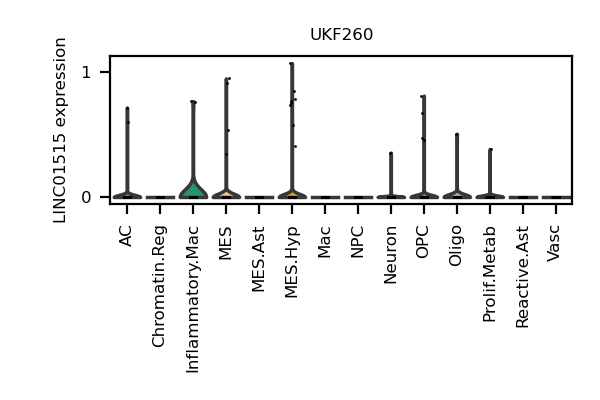 UKF260
LINC01515 expression
1
0
AC
Chromatin.Reg
Inflammatory.Mac
MES
MES.Ast
MES.Hyp
Mac
NPC
Neuron
OPC
Oligo
Prolif.Metab
Reactive.Ast
Vasc